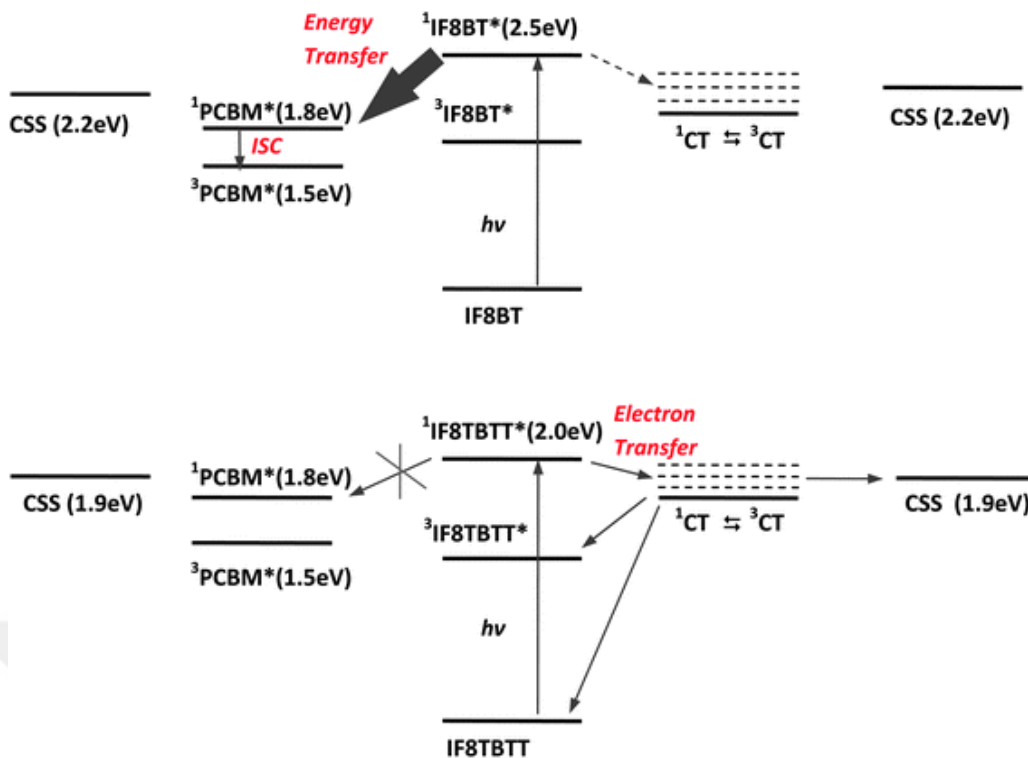 Energy
Transfer
¹IF8BT*(2.5eV)
CSS (2.2eV)
¹PCBM*(1.8eV)
ISC
³PCBM*(1.5eV)
³IF8BT*
¹CT ⇆ ³CT
CSS (2.2eV)
hν
IF8BT
¹IF8TBTT*(2.0eV)
Electron
Transfer
CSS (1.9eV)
¹PCBM*(1.8eV)
³PCBM*(1.5eV)
³IF8TBTT*
¹CT ⇆ ³CT
CSS (1.9eV)
hν
IF8TBTT